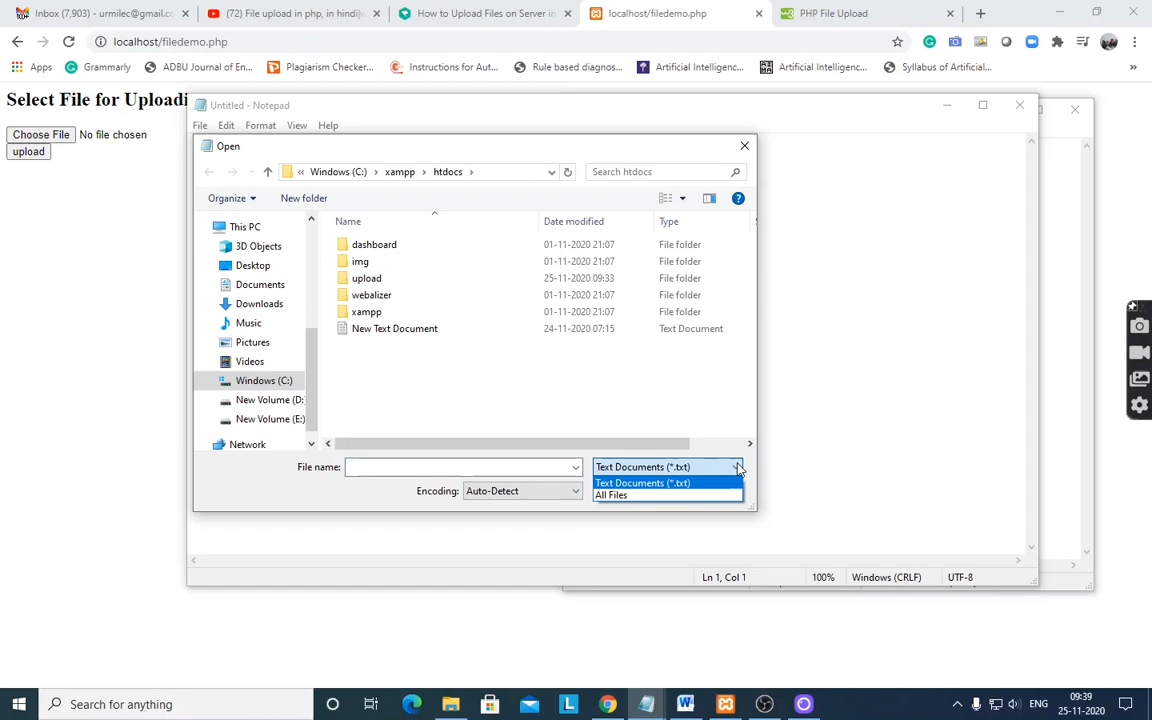 Inbox (7,903) - urmilec@gmail.co
(72) File upload in php, in hindi
How to Upload Files on Server in
localhost/filedemo.php
PHP File Upload
localhost/filedemo.php
Apps
Grammarly
ADBU Journal of En...
Plagiarism Checker...
Instructions for Aut...
Rule based diagnos...
Artificial Intelligenc...
Artificial Intelligenc...
Syllabus of Artificial...
»
Select File for Uploadi
Choose File No file chosen
upload
Untitled - Notepad
File Edit Format View Help
Open
« Windows (C:) › xampp › htdocs ›
Search htdocs
Organize
New folder
Name
Date modified
Type
This PC
3D Objects
Desktop
Documents
Downloads
Music
Pictures
Videos
Windows (C:)
New Volume (D:
New Volume (E:)
Network
dashboard 01-11-2020 21:07 File folder
img 01-11-2020 21:07 File folder
upload 25-11-2020 09:33 File folder
webalizer 01-11-2020 21:07 File folder
xampp 01-11-2020 21:07 File folder
New Text Document 24-11-2020 07:15 Text Document
File name:
Text Documents (*.txt)
Text Documents (*.txt)
All Files
Encoding: Auto-Detect
Ln 1, Col 1
100%
Windows (CRLF)
UTF-8
Search for anything
ENG
09:39
25-11-2020